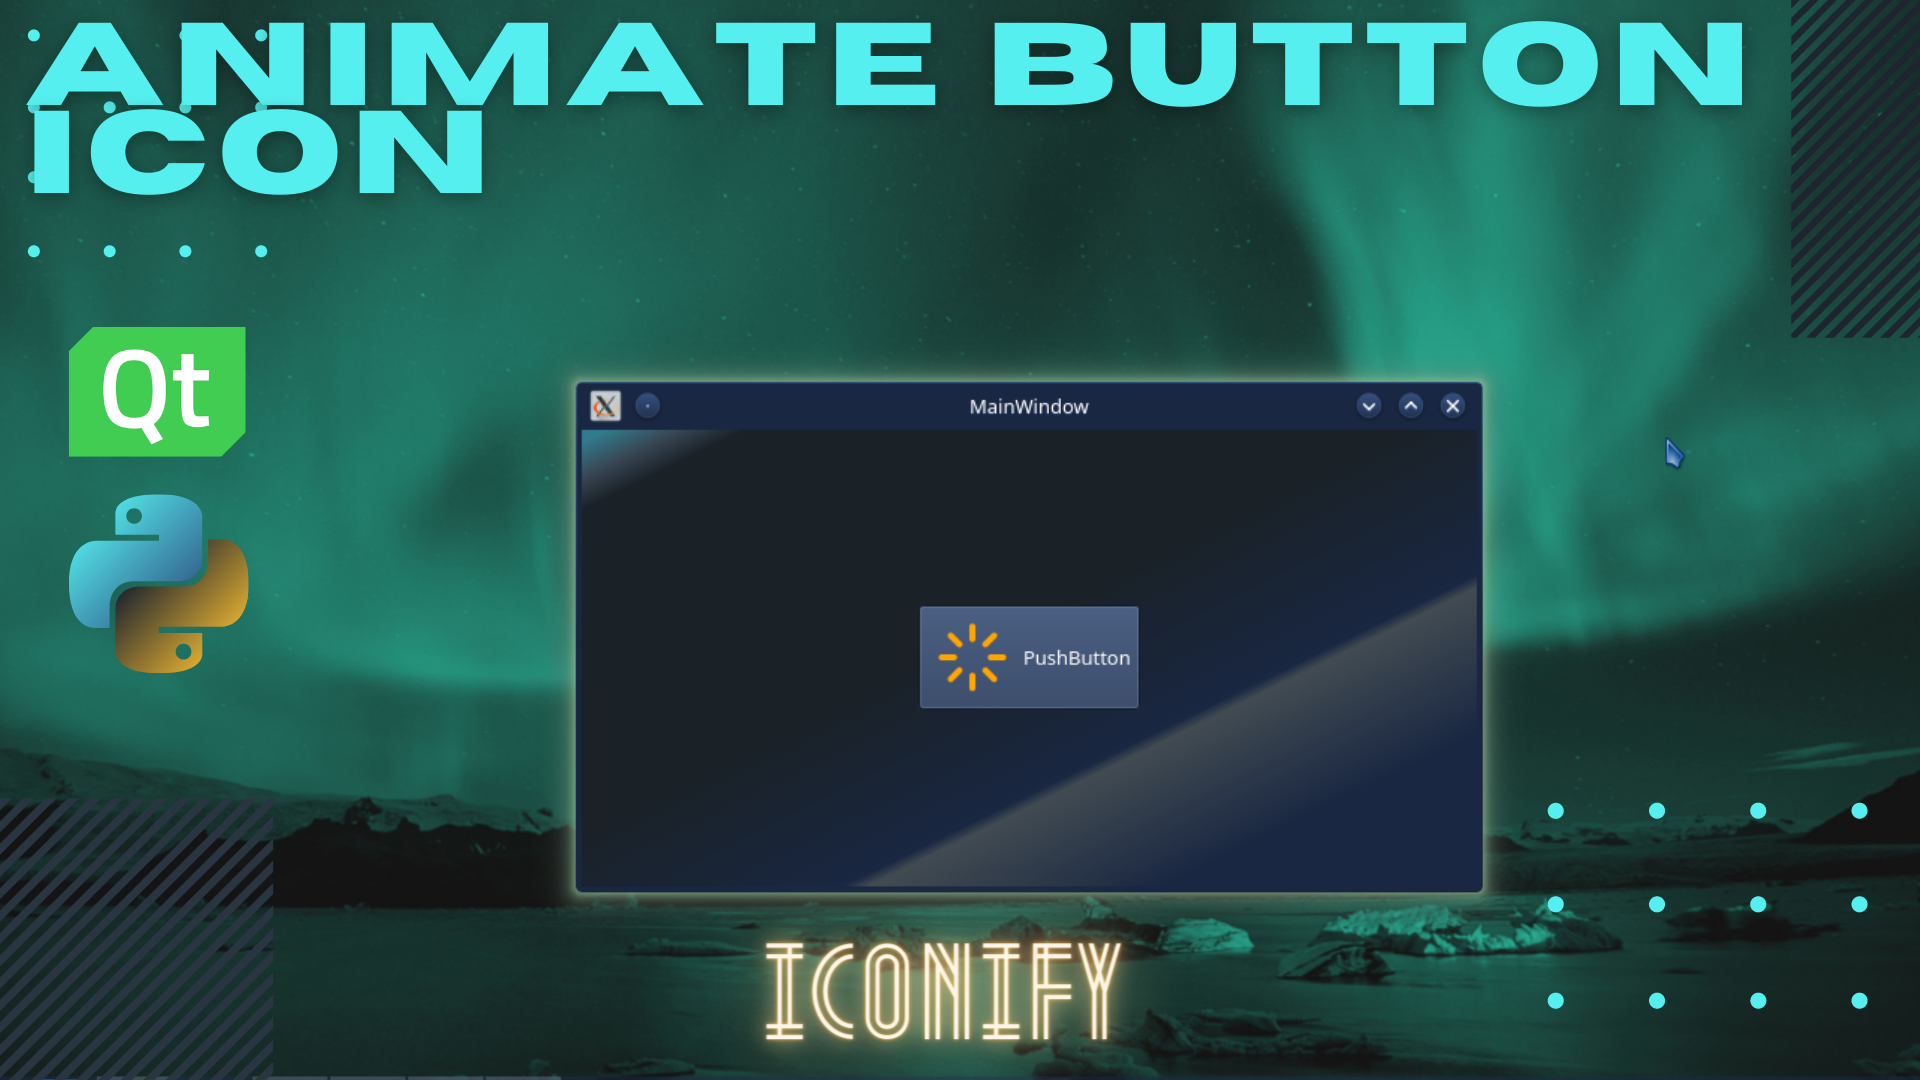 ANIMATE BUTTON
ICON
Qt
MainWindow
PushButton
ICONIFY